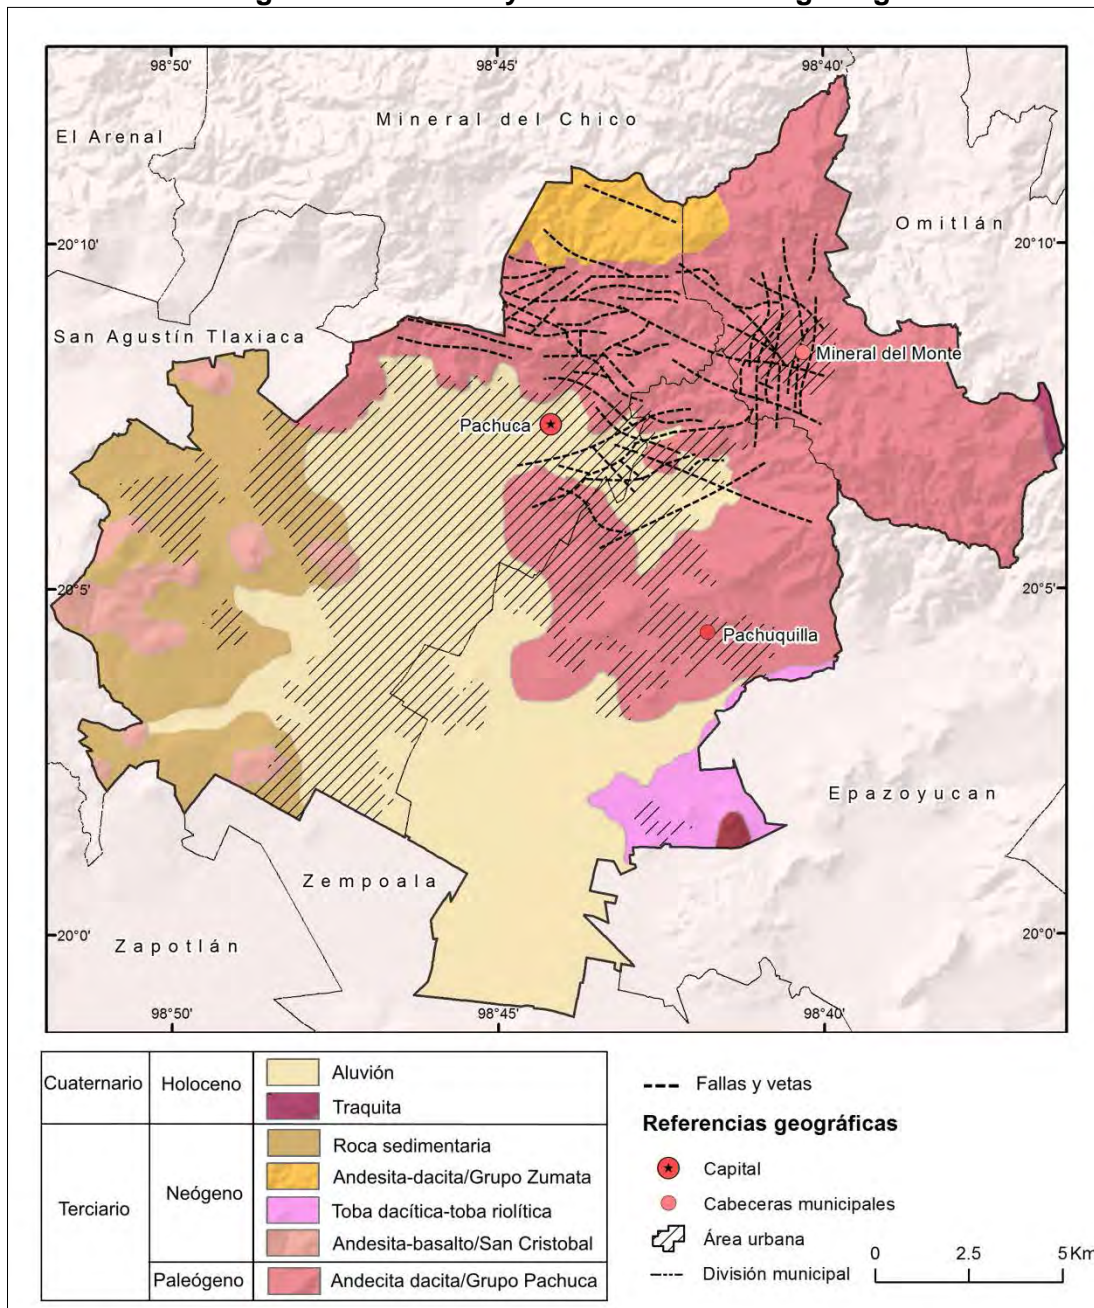 98°50'
98°45'
98°40'
Mineral del Chico
El Arenal
Omitlán
20°10'
20°10'
San Agustín Tlaxiaca
Mineral del Monte
Pachuca
20°5'
20°5'
Pachuquilla
Epazoyucan
Zempoala
Zapotlán
20°0'
20°0'
98°50'
98°45'
98°40'
Cuaternario
Holoceno
Aluvión
Traquita
Terciario
Neógeno
Roca sedimentaria
Andesita-dacita/Grupo Zumata
Toba dacítica-toba riolítica
Andesita-basalto/San Cristobal
Paleógeno
Andecita dacita/Grupo Pachuca
Fallas y vetas
Referencias geográficas
Capital
Cabeceras municipales
Área urbana
División municipal
0 2.5 5 Km